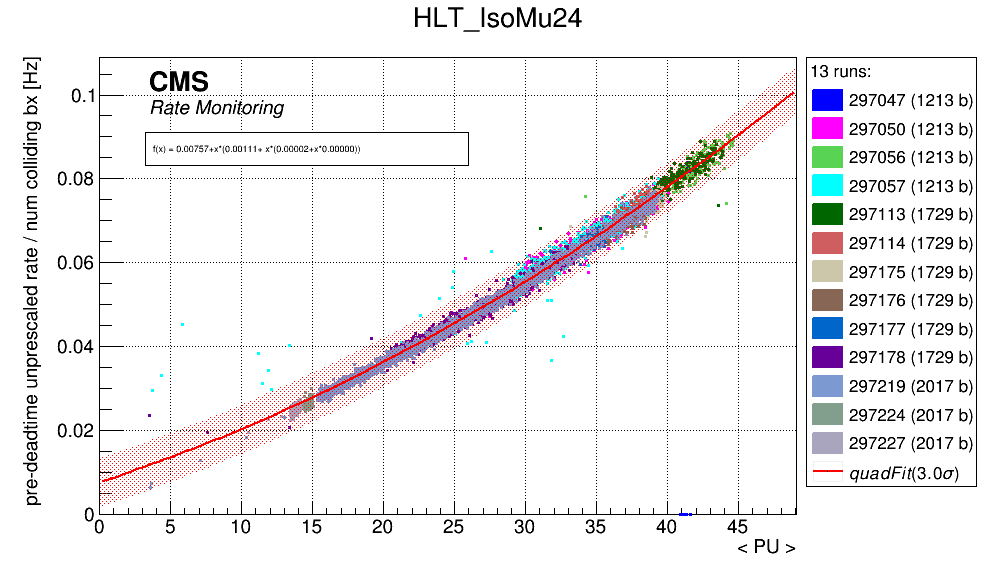 HLT_IsoMu24
pre-deadtime unprescaled rate / num colliding bx [Hz]
CMS
Rate Monitoring
f(x) = 0.00757+x*(0.00111+ x*(0.00002+x*0.00000))
0.1
0.08
0.06
0.04
0.02
0
0 5 10 15 20 25 30 35 40 45
< PU >
13 runs:
297047 (1213 b)
297050 (1213 b)
297056 (1213 b)
297057 (1213 b)
297113 (1729 b)
297114 (1729 b)
297175 (1729 b)
297176 (1729 b)
297177 (1729 b)
297178 (1729 b)
297219 (2017 b)
297224 (2017 b)
297227 (2017 b)
quadFit(3.0σ)